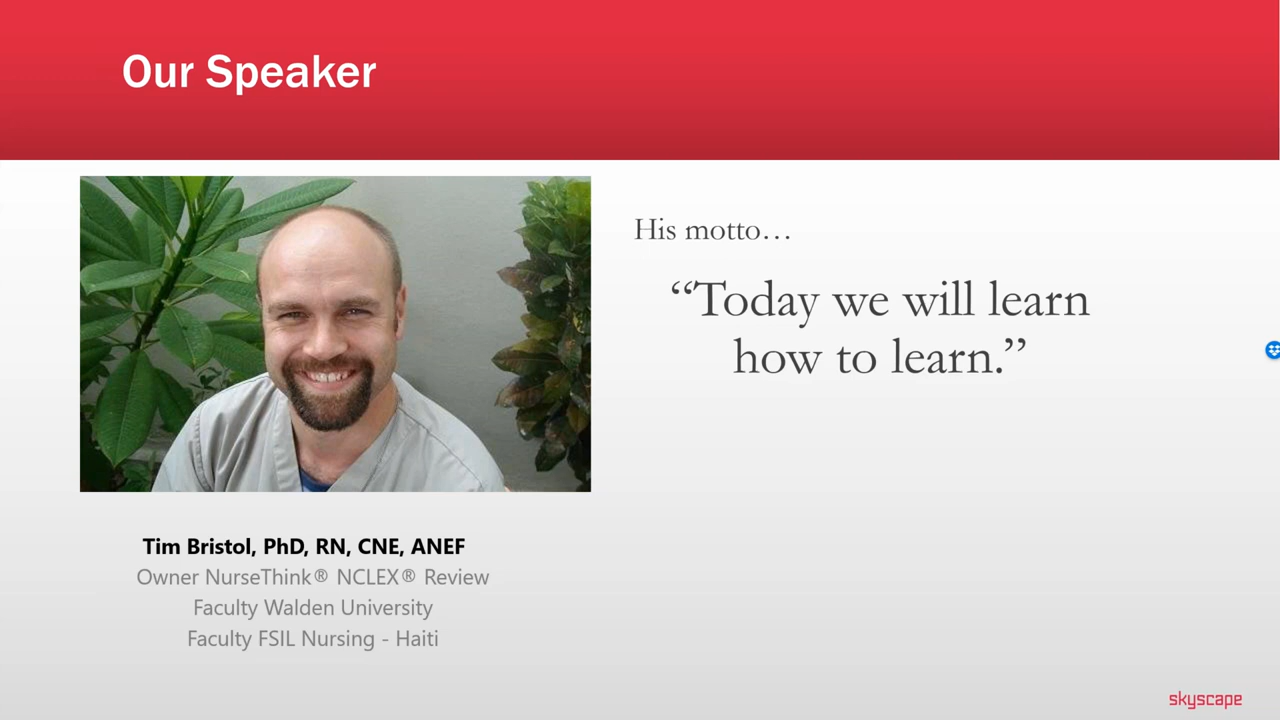 Our Speaker
His motto…
“Today we will learn
how to learn.”
Tim Bristol, PhD, RN, CNE, ANEF
Owner NurseThink® NCLEX® Review
Faculty Walden University
Faculty FSIL Nursing - Haiti
skyscape